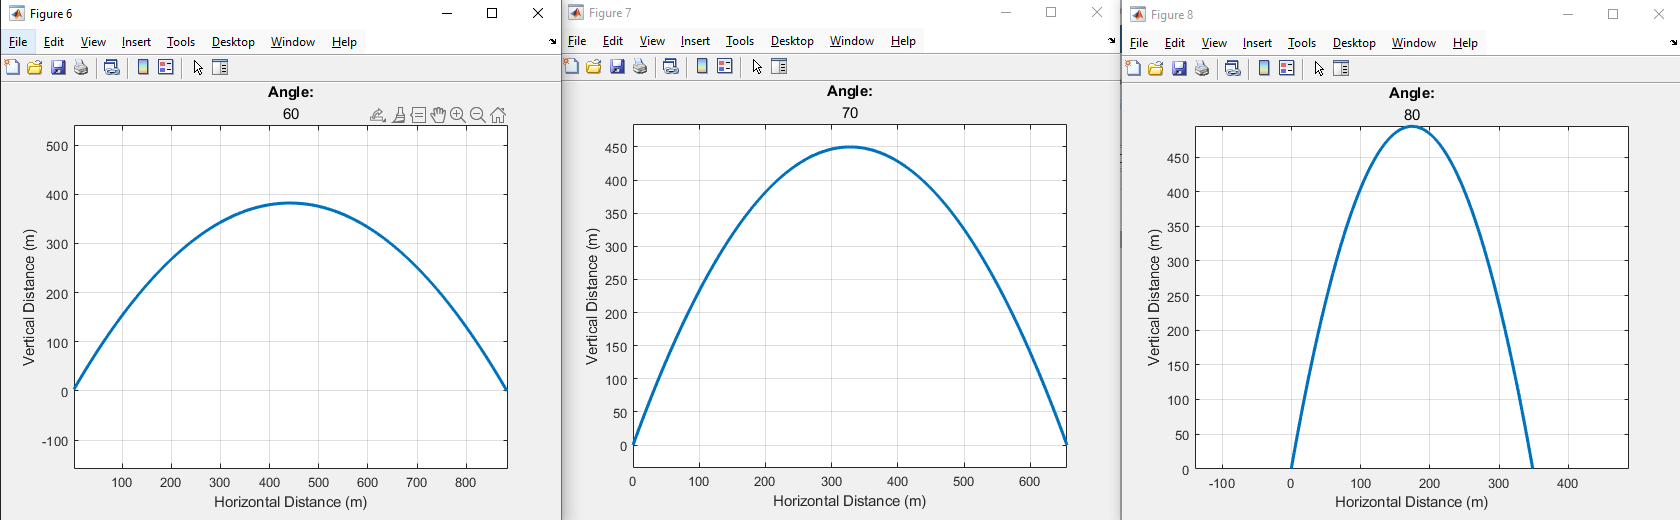 Figure 6
File Edit View Insert Tools Desktop Window Help
Angle:
60
500
400
300
200
100
0
-100
Vertical Distance (m)
100 200 300 400 500 600 700 800
Horizontal Distance (m)
Figure 7
File Edit View Insert Tools Desktop Window Help
Angle:
70
450
400
350
300
250
200
150
100
50
0
Vertical Distance (m)
0 100 200 300 400 500 600
Horizontal Distance (m)
Figure 8
File Edit View Insert Tools Desktop Window Help
Angle:
80
450
400
350
300
250
200
150
100
50
0
Vertical Distance (m)
-100 0 100 200 300 400
Horizontal Distance (m)